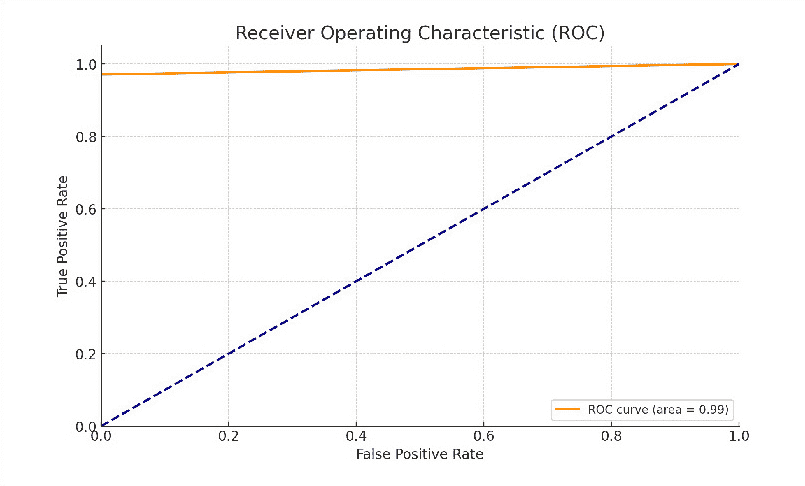 Receiver Operating Characteristic (ROC)
True Positive Rate
1.0
0.8
0.6
0.4
0.2
0.0
0.0 0.2 0.4 0.6 0.8 1.0
False Positive Rate
ROC curve (area = 0.99)